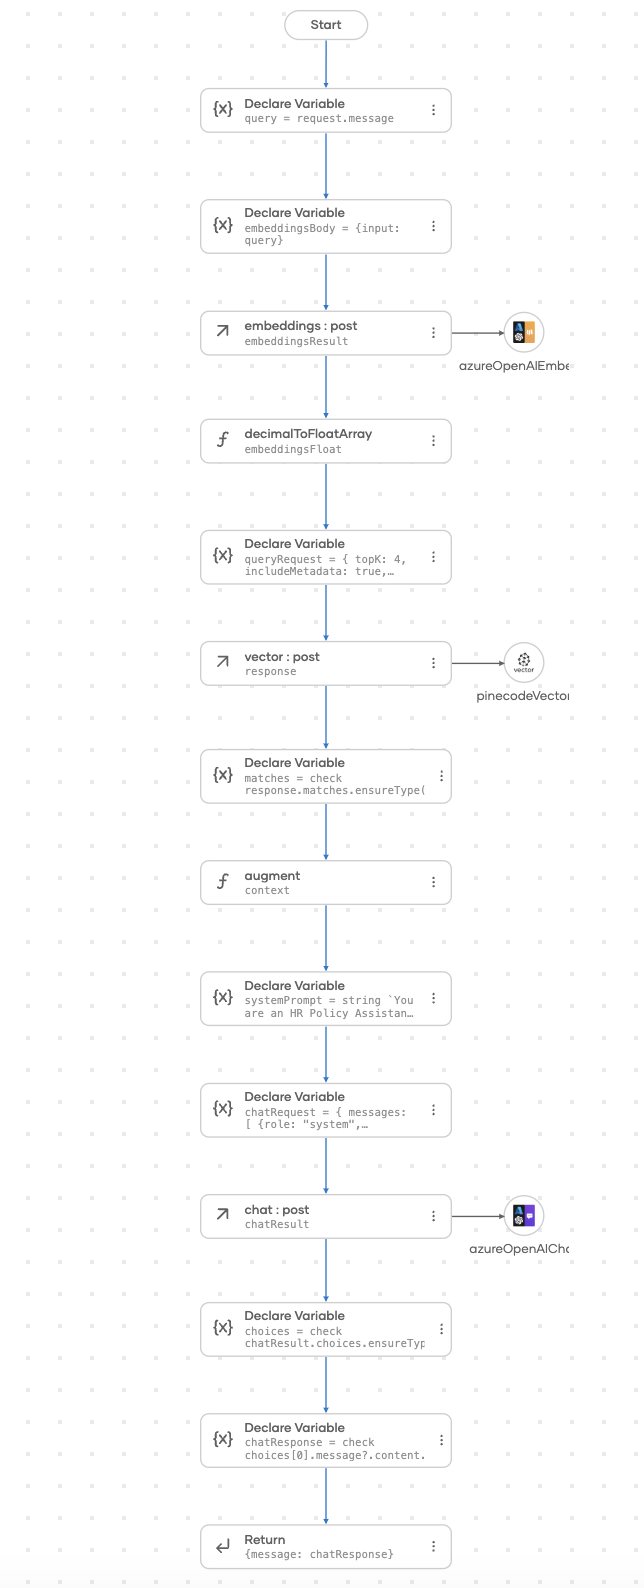 Start
{x} Declare Variable
query = request.message
{x} Declare Variable
embeddingsBody = {input:
query}
embeddings : post
embeddingsResult
azureOpenAIEmbe
decimalToFloatArray
embeddingsFloat
{x} Declare Variable
queryRequest = { topK: 4,
includeMetadata: true,…
vector : post
response
vector
pinecodeVector
{x} Declare Variable
matches = check
response.matches.ensureType(
augment
context
{x} Declare Variable
systemPrompt = string `You
are an HR Policy Assistan…
{x} Declare Variable
chatRequest = { messages:
[ {role: "system",…
chat : post
chatResult
azureOpenAICha
{x} Declare Variable
choices = check
chatResult.choices.ensureTyp
{x} Declare Variable
chatResponse = check
choices[0].message?.content.
Return
{message: chatResponse}